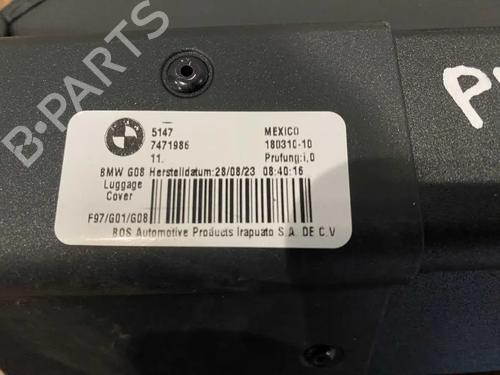 B-PARTS
5147 MEXICO
7471986 180310-10
11. Prufung:i,O
BMW G08 Herstelldatum:28/08/23 08:40:16
Luggage
Cover
F97/G01/G08
BOS Automotive Products Irapuato S.A. DE C.V